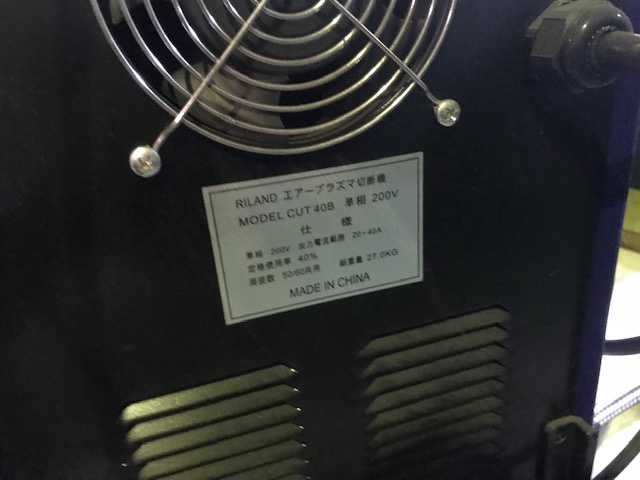 RILAND エアープラズマ切断機
MODEL CUT 40B 単相 200V
仕 様
単相 200V 出力電流範囲 20~40A
定格使用率 40%
周波数 50/60共用 総重量 27.0KG
MADE IN CHINA